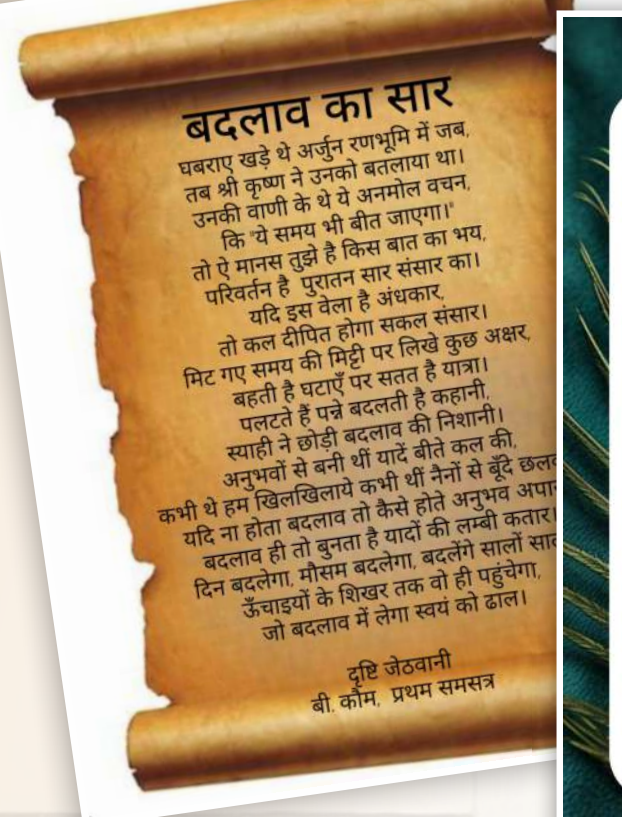 बदलाव का सार
घबराए खड़े थे अर्जुन रणभूमि में जब,
तब श्री कृष्ण ने उनको बतलाया था।
उनकी वाणी के थे ये अनमोल वचन,
कि "ये समय भी बीत जाएगा।"
तो ऐ मानस तुझे है किस बात का भय,
परिवर्तन है पुरातन सार संसार का।
यदि इस वेला है अंधकार,
तो कल दीपित होगा सकल संसार।
मिट गए समय की मिट्टी पर लिखे कुछ अक्षर,
बहती है घटाएँ पर सतत है यात्रा।
पलटते हैं पन्ने बदलती है कहानी,
स्याही ने छोड़ी बदलाव की निशानी।
अनुभवों से बनी थीं यादें बीते कल की,
कभी थे हम खिलखिलाये कभी थीं नैनों से बूँदे
यदि ना होता बदलाव तो कैसे होते अनुभव
बदलाव ही तो बुनता है यादों की लम्बी कतार।
दिन बदलेगा, मौसम बदलेगा, बदलेंगे सालों
ऊँचाइयों के शिखर तक वो ही पहुंचेगा,
जो बदलाव में लेगा स्वयं को ढाल।
दृष्टि जेठवानी
बी. कौम, प्रथम समसत्र